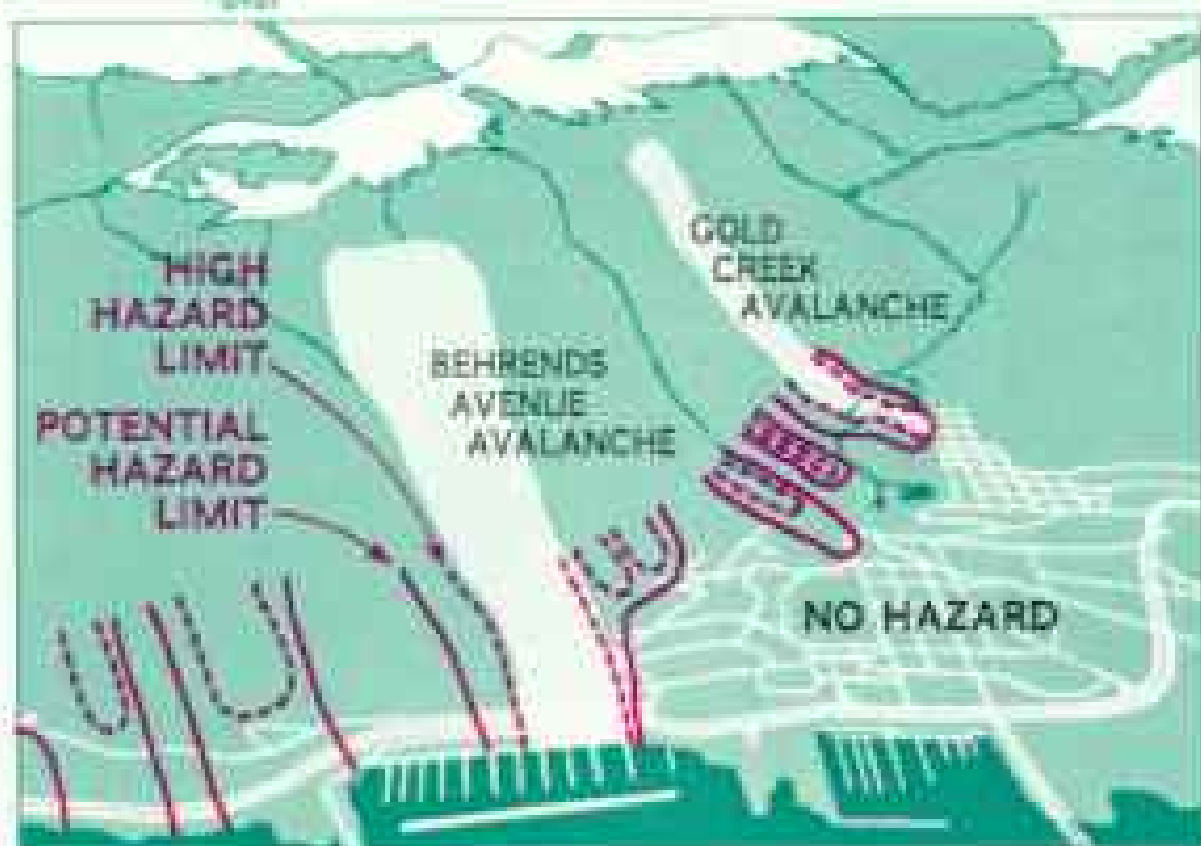 HIGH
HAZARD
LIMIT
POTENTIAL
HAZARD
LIMIT
BEHRENDS
AVENUE
AVALANCHE
GOLD
CREEK
AVALANCHE
NO HAZARD